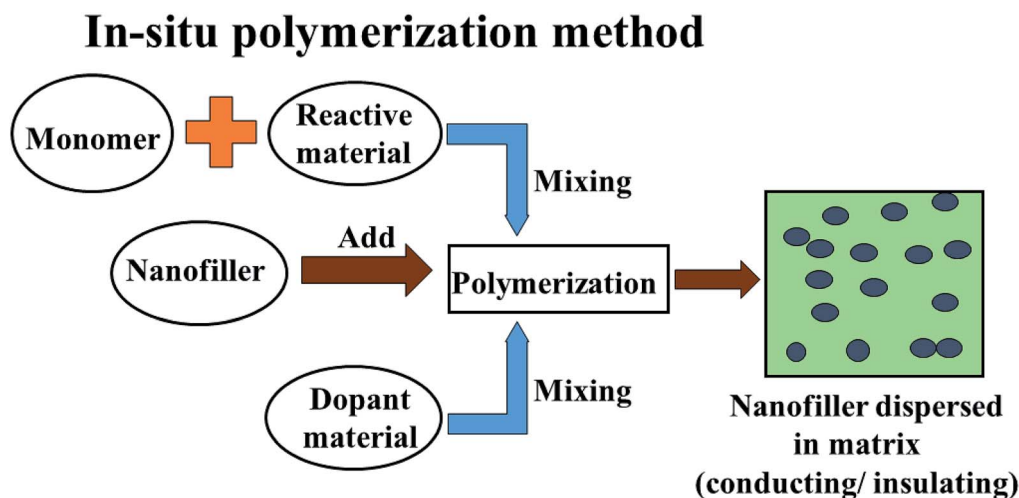 In-situ polymerization method
Monomer
Reactive
material
Mixing
Nanofiller
Add
Polymerization
Dopant
material
Mixing
Nanofiller dispersed
in matrix
(conducting/ insulating)